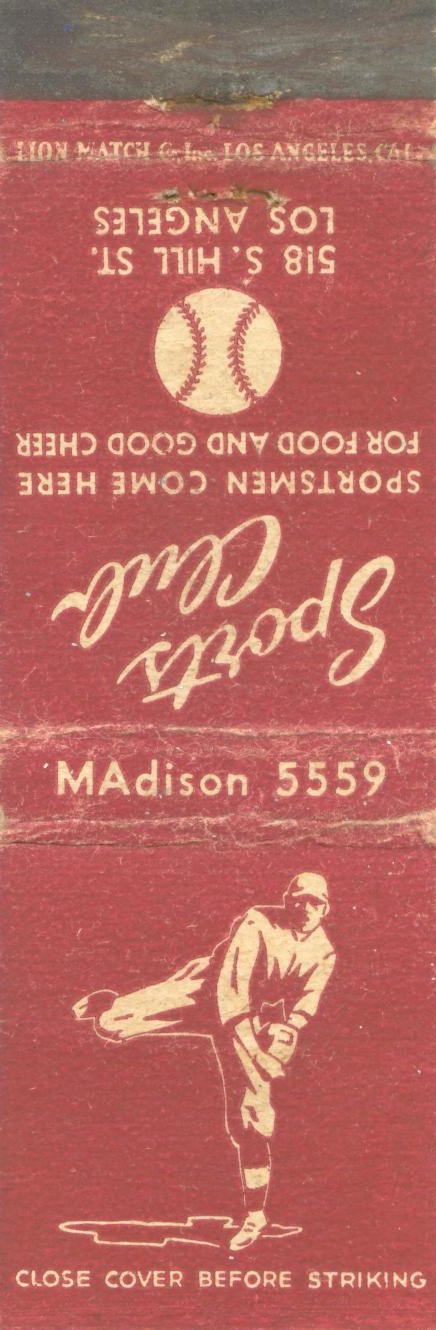 LION MATCH Co., Inc. LOS ANGELES, CAL.
Sports
Club
SPORTSMEN COME HERE
FOR FOOD AND GOOD CHEER
518 S. HILL ST.
LOS ANGELES
MAdison 5559
CLOSE COVER BEFORE STRIKING